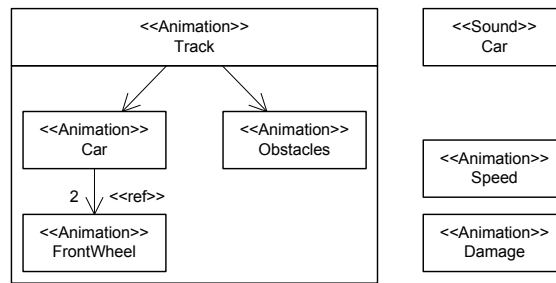 <<Animation>>
Track
<<Sound>>
Car
<<Animation>>
Car
<<Animation>>
Obstacles
<<Animation>>
Speed
2 <<ref>>
<<Animation>>
FrontWheel
<<Animation>>
Damage